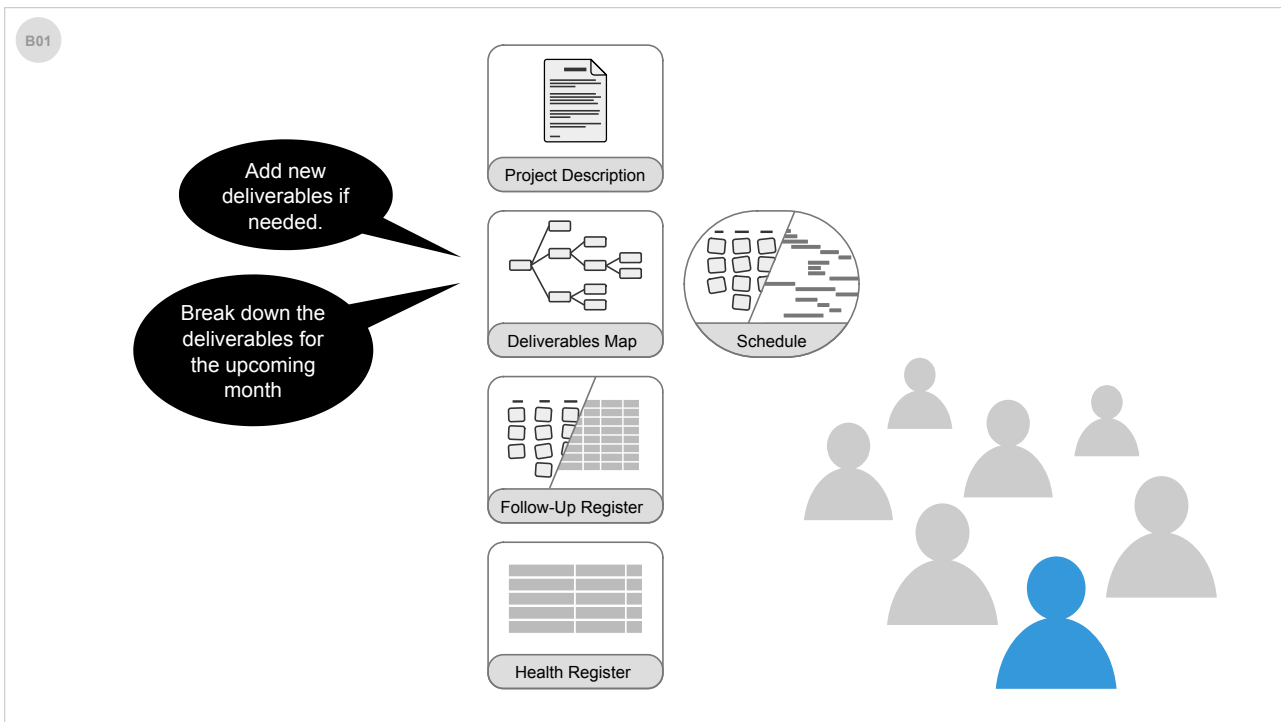 B01
Project Description
Add new
deliverables if
needed.
Break down the
deliverables for
the upcoming
month
Deliverables Map
Schedule
Follow-Up Register
Health Register